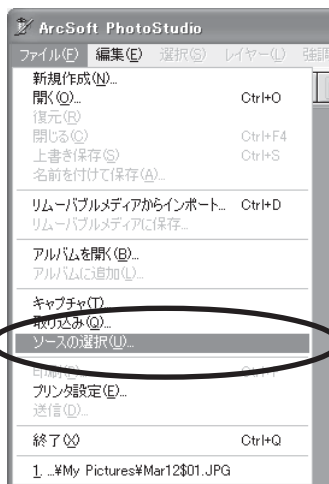 ArcSoft PhotoStudio
ファイル(F) 編集(E) 選択(S) レイヤー(L) 強調
新規作成(N)...
開く(O)... Ctrl+O
復元(R)
閉じる(C) Ctrl+F4
上書き保存(S) Ctrl+S
名前を付けて保存(A)...
リムーバブルメディアからインポート... Ctrl+D
リムーバブルメディアに保存...
アルバムを開く(B)...
アルバムに追加(L)...
キャプチャ(T)
取り込み(Q)...
ソースの選択(U)...
印刷(P)... Ctrl+P
プリンタ設定(E)...
送信(D)...
終了(X) Ctrl+Q
1. ...¥My Pictures¥Mar12$01.JPG